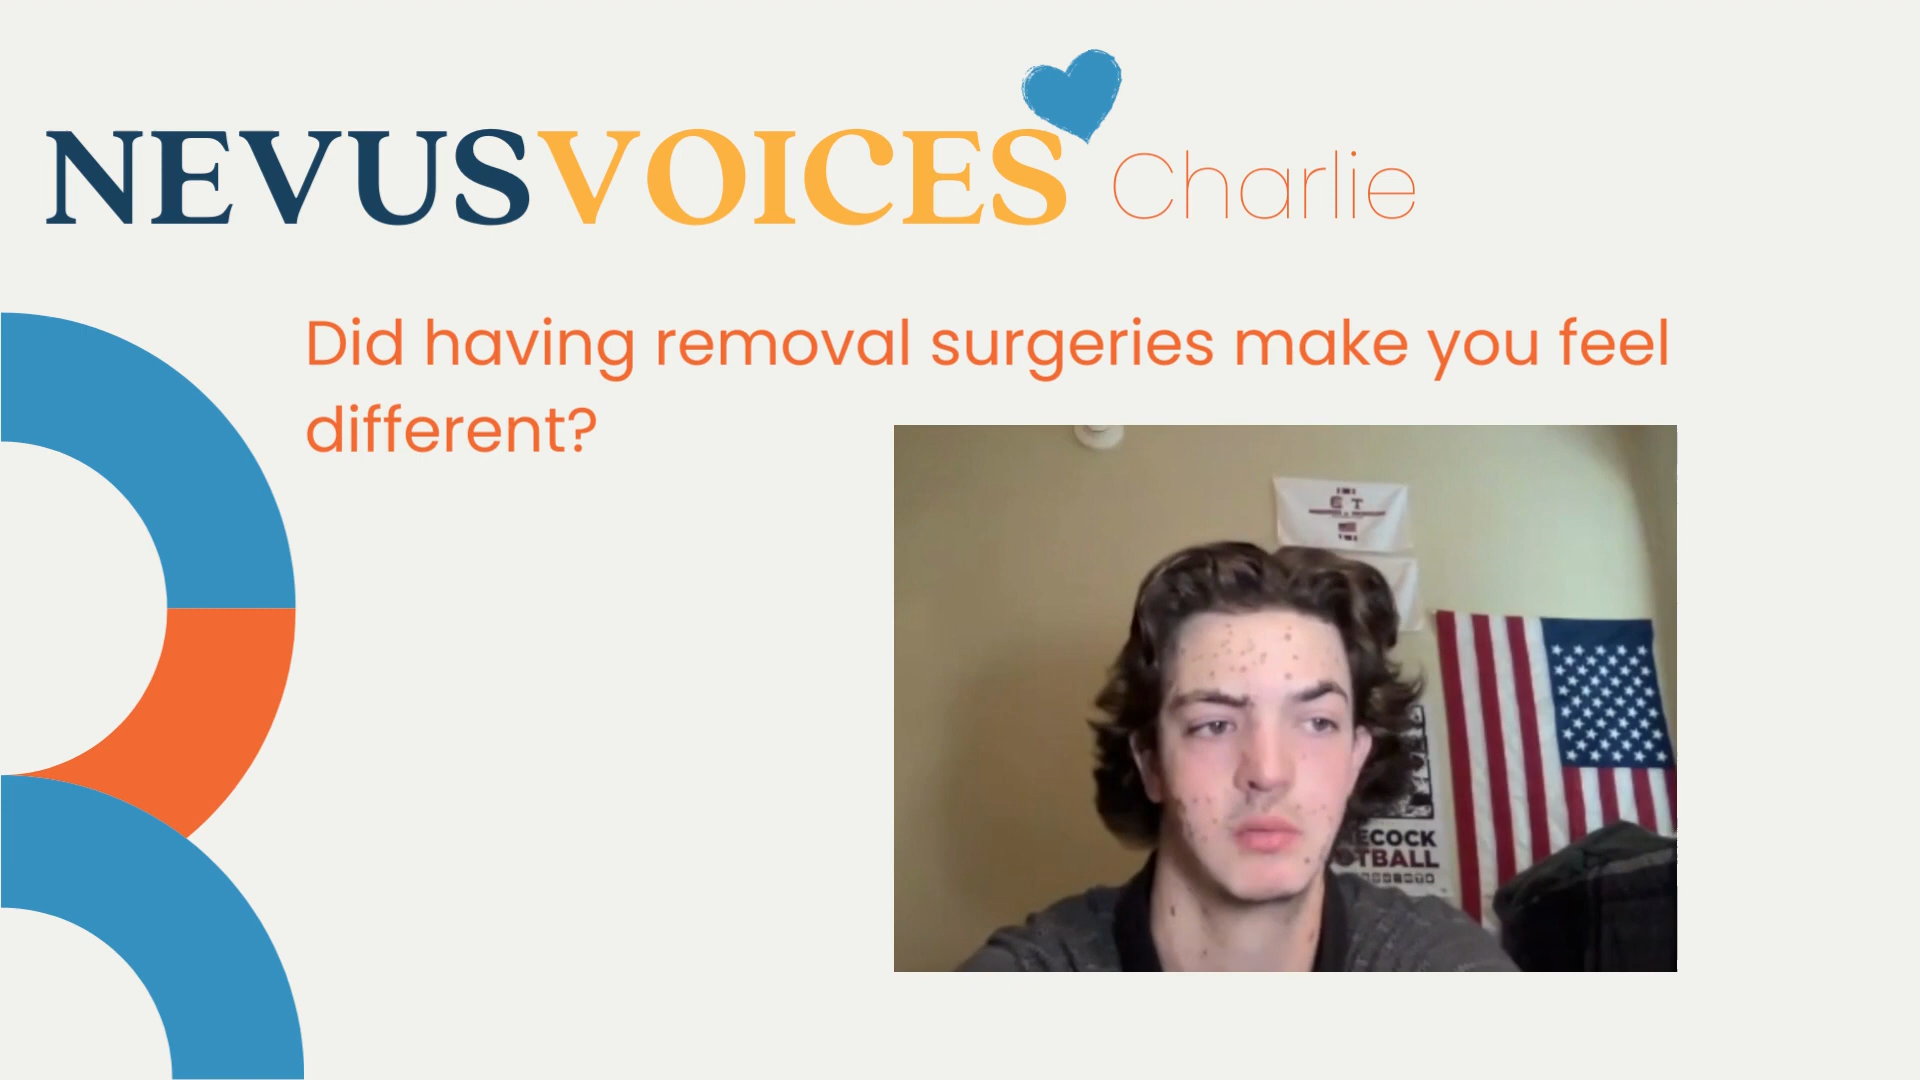 NEVUSVOICES Charlie
Did having removal surgeries make you feel
different?
C T
ECOCK
TBALL